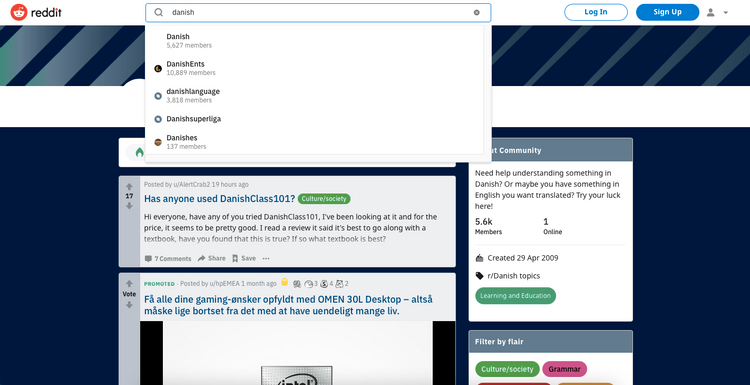 reddit
danish
Log In
Sign Up
Danish
5,627 members
DanishEnts
10,889 members
danishlanguage
3,818 members
Danishsuperliga
Danishes
137 members
Community
Posted by u/AlertCrab2 19 hours ago
17
Has anyone used DanishClass101?
Culture/society
Hi everyone, have any of you tried DanishClass101, I've been looking at it and for the
price, it seems to be pretty good. I read a review it said it's best to go along with a
textbook, have you found that this is true? If so what textbook is best?
7 Comments
Share
Save
PROMOTED · Posted by u/hpEMEA 1 month ago
3
4
2
Vote
Få alle dine gaming-ønsker opfyldt med OMEN 30L Desktop – altså
måske lige bortset fra det med at have uendeligt mange liv.
intel
Need help understanding something in
Danish? Or maybe you have something in
English you want translated? Try your luck
here!
5.6k
1
Members
Online
Created 29 Apr 2009
r/Danish topics
Learning and Education
Filter by flair
Culture/society
Grammar